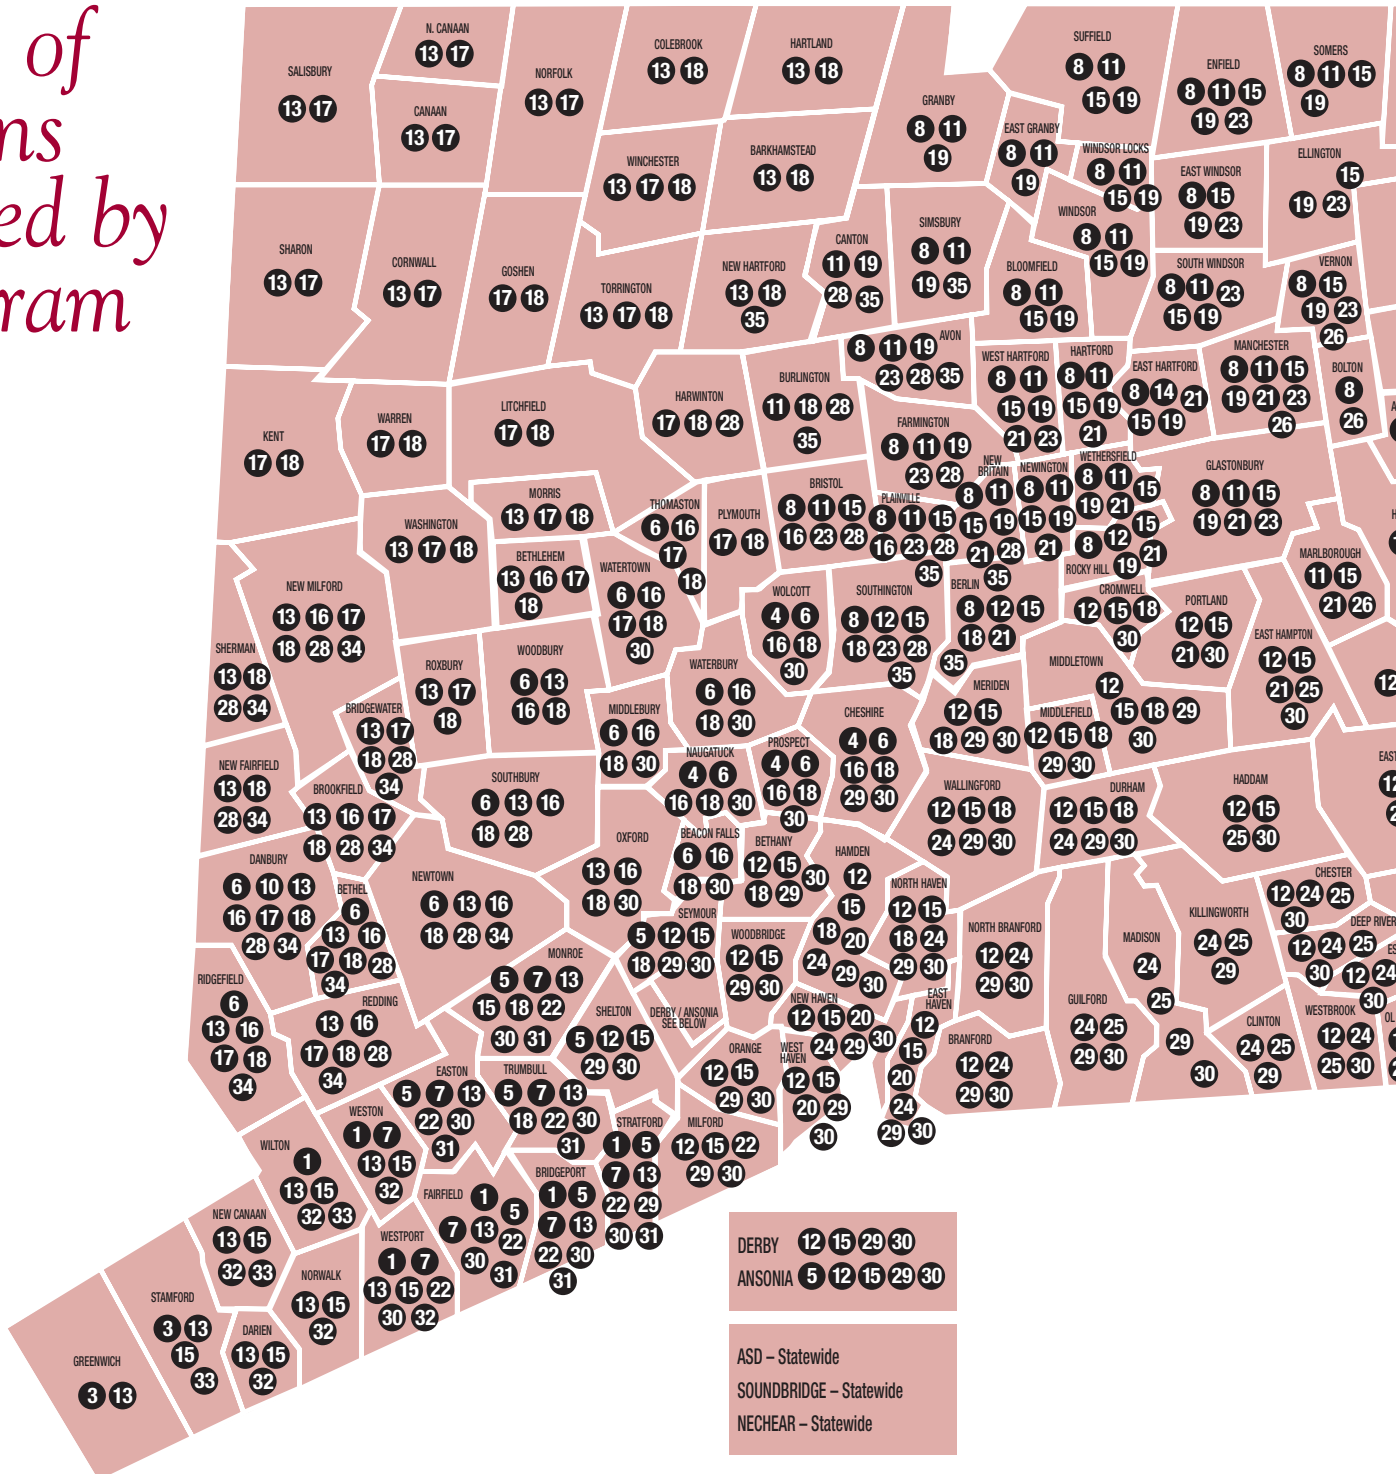 of
ns
ed by
ram
N. CANAAN
13 17
SALISBURY
13 17
CANAAN
13 17
NORFOLK
13 17
COLEBROOK
13 18
HARTLAND
13 18
GRANBY
8 11
19
SUFFIELD
8 11
15 19
ENFIELD
8 11 15
19 23
SOMERS
8 11 15
19
WINCHESTER
13 17 18
BARKHAMSTEAD
13 18
EAST GRANBY
8 11
19
WINDSOR LOCKS
8 11
15 19
EAST WINDSOR
8 15
19 23
ELLINGTON
15
19 23
SHARON
13 17
CORNWALL
13 17
GOSHEN
17 18
TORRINGTON
13 17 18
NEW HARTFORD
13 18
35
CANTON
11 19
28 35
SIMSBURY
8 11
19 35
WINDSOR
8 11
15 19
BLOOMFIELD
8 11
15 19
SOUTH WINDSOR
8 11 23
15 19
VERNON
8 15
19 23
26
KENT
17 18
WARREN
17 18
LITCHFIELD
17 18
HARWINTON
17 18 28
BURLINGTON
11 18 28
35
AVON
8 11 19
23 28 35
WEST HARTFORD
8 11
15 19
21 23
HARTFORD
8 11
15 19
21
EAST HARTFORD
8 14 21
15 19
MANCHESTER
8 11 15
19 21 23
26
BOLTON
8
26
A
FARMINGTON
8 11 19
23 28
NEW
BRITAIN
8 11
15 19
21 28
35
NEWINGTON
8 11
15 19
21
WETHERSFIELD
8 11 15
19 21
GLASTONBURY
8 11 15
19 21 23
WASHINGTON
13 17 18
MORRIS
13 17 18
THOMASTON
6 16
17
18
PLYMOUTH
17 18
BRISTOL
8 11 15
16 23 28
PLAINVILLE
8 11 15
16 23 28
35
15
8 12 21
ROCKY HILL 19
MARLBOROUGH
11 15
21 26
H
NEW MILFORD
13 16 17
18 28 34
BETHLEHEM
13 16 17
18
WATERTOWN
6 16
17 18
30
WOLCOTT
4 6
16 18
30
SOUTHINGTON
8 12 15
18 23 28
35
BERLIN
8 12 15
18 21
35
CROMWELL
12 15 18
30
PORTLAND
12 15
21 30
EAST HAMPTON
12 15
21 25
30
SHERMAN
13 18
28 34
ROXBURY
13 17
18
WOODBURY
6 13
16 18
WATERBURY
6 16
18 30
MIDDLEBURY
6 16
18 30
CHESHIRE
4 6
16 18
29 30
MERIDEN
12 15
18 29 30
MIDDLETOWN
12
15 18 29
30
MIDDLEFIELD
12 15 18
29 30
12
BRIDGEWATER
13 17
18 28
34
NEW FAIRFIELD
13 18
28 34
BROOKFIELD
13 16 17
18 28 34
SOUTHBURY
6 13 16
18 28
NAUGATUCK
4 6
16 18 30
PROSPECT
4 6
16 18
30
WALLINGFORD
12 15 18
24 29 30
DURHAM
12 15 18
24 29 30
HADDAM
12 15
25 30
EAST
DANBURY
6 10 13
16 17 18
28 34
BETHEL
6
13 16
17 18 28
34
NEWTOWN
6 13 16
18 28 34
OXFORD
13 16
18 30
BEACON FALLS
6 16
18 30
BETHANY
12 15 30
18 29
HAMDEN
12
15
18 20
24 29 30
NORTH HAVEN
12 15
18 24
29 30
CHESTER
12 24 25
30
DEEP RIVER
12 24 25
30
ES
12 24
30
RIDGEFIELD
6
13 16
17 18
34
REDDING
13 16
17 18 28
34
MONROE
5 7 13
15 18 22
30 31
SEYMOUR
5 12 15
18 29 30
WOODBRIDGE
12 15
29 30
NORTH BRANFORD
12 24
29 30
MADISON
24
25
29
30
KILLINGWORTH
24 25
29
SHELTON
5 12 15
29 30
DERBY / ANSONIA
SEE BELOW
NEW HAVEN
12 15 20
24 29 30
EAST
HAVEN
12
15
20
24
29 30
GUILFORD
24 25
29 30
CLINTON
24 25
29
WESTBROOK
12 24
25 30
OL
EASTON
5 7 13
22 30
31
TRUMBULL
5 7 13
18 22 30
31
ORANGE
12 15
29 30
WEST
HAVEN
12 15
20 29
30
BRANFORD
12 24
29 30
WESTON
1 7
13 15
32
WILTON
1
13 15
32 33
STRATFORD
1 5
7 13
22 29
30 31
MILFORD
12 15 22
29 30
FAIRFIELD
1 5
7 13 22
30 31
BRIDGEPORT
1 5
7 13
22 30
31
NEW CANAAN
13 15
32 33
WESTPORT
1 7
13 15 22
30 32
NORWALK
13 15
32
STAMFORD
3 13
15
33
DARIEN
13 15
32
GREENWICH
3 13
DERBY 12 15 29 30
ANSONIA 5 12 15 29 30
ASD – Statewide
SOUNDBRIDGE – Statewide
NECHEAR – Statewide